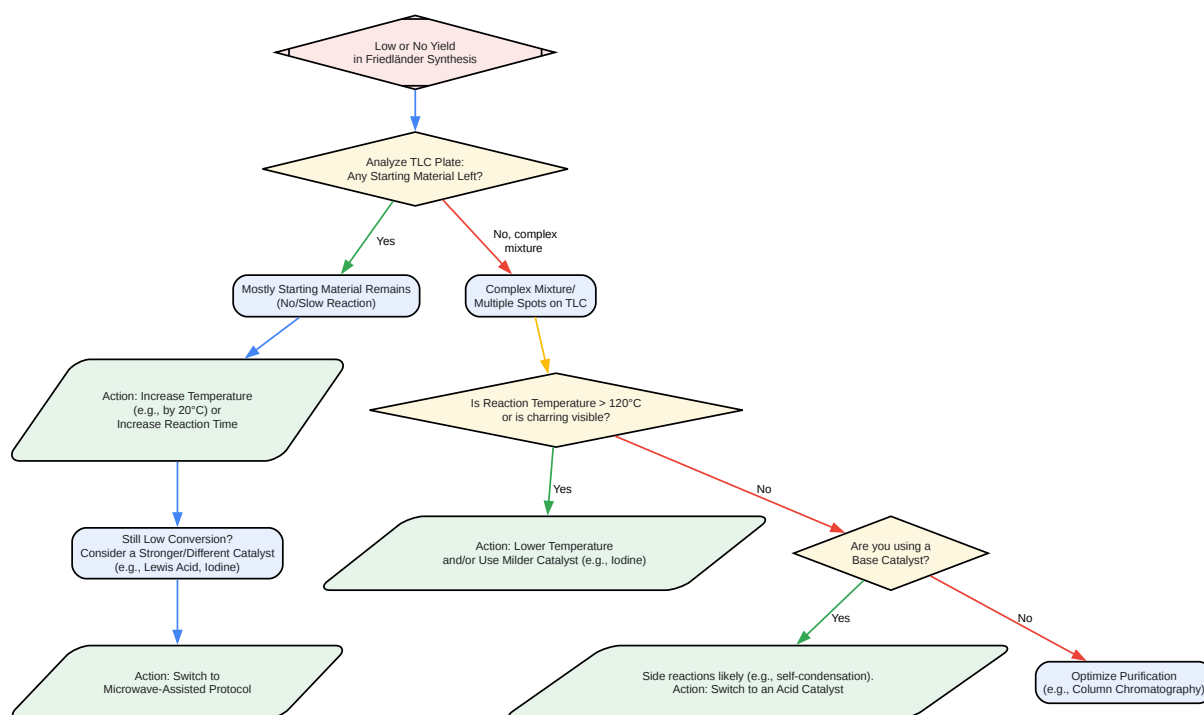 Low or No Yield
in Friedländer Synthesis
Analyze TLC Plate:
Any Starting Material Left?
Yes
No, complex
mixture
Mostly Starting Material Remains
(No/Slow Reaction)
Complex Mixture/
Multiple Spots on TLC
Action: Increase Temperature
(e.g., by 20°C) or
Increase Reaction Time
Is Reaction Temperature > 120°C
or is charring visible?
Yes
No
Still Low Conversion?
Consider a Stronger/Different Catalyst
(e.g., Lewis Acid, Iodine)
Action: Lower Temperature
and/or Use Milder Catalyst (e.g., Iodine)
Are you using a
Base Catalyst?
Yes
No
Action: Switch to
Microwave-Assisted Protocol
Side reactions likely (e.g., self-condensation).
Action: Switch to an Acid Catalyst
Optimize Purification
(e.g., Column Chromatography)